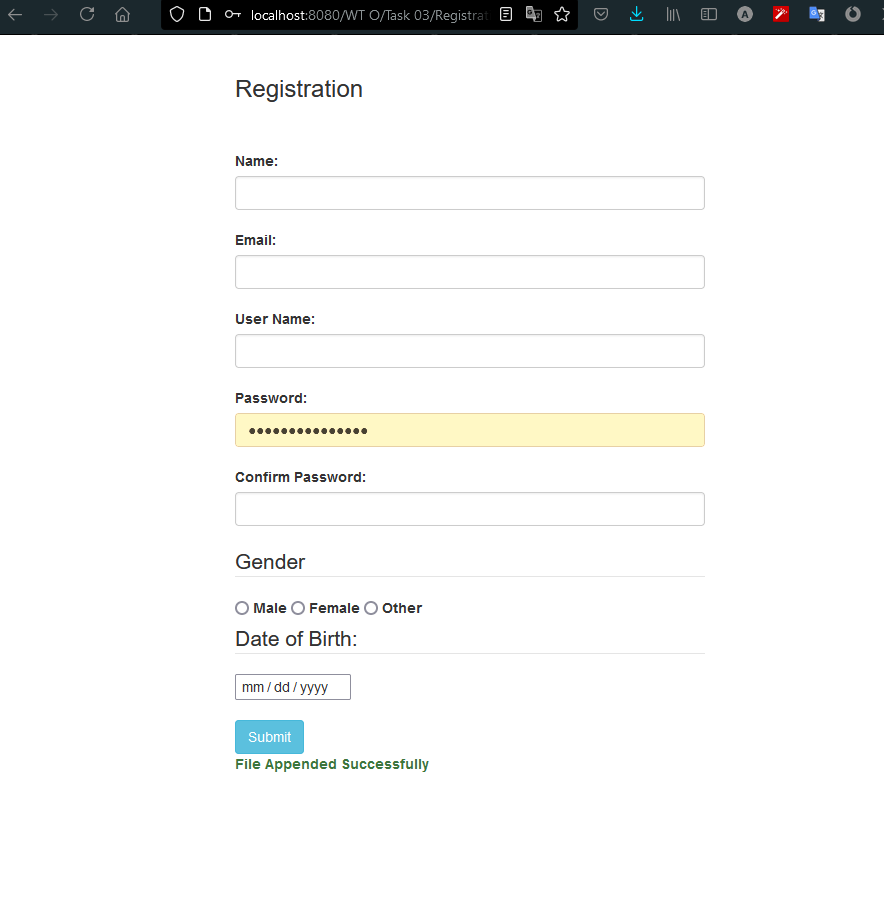 localhost:8080/WT O/Task 03/Registrat
Registration
Name:
Email:
User Name:
Password:
•••••••••••••••
Confirm Password:
Gender
Male Female Other
Date of Birth:
mm / dd / yyyy
Submit
File Appended Successfully